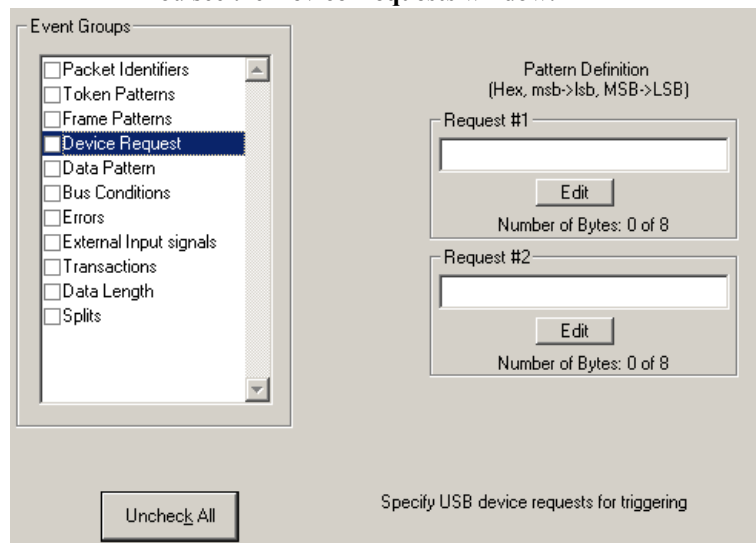 Event Groups
Packet Identifiers
Token Patterns
Frame Patterns
Device Request
Data Pattern
Bus Conditions
Errors
External Input signals
Transactions
Data Length
Splits
Uncheck All
Pattern Definition
(Hex, msb->lsb, MSB->LSB)
Request #1
Edit
Number of Bytes: 0 of 8
Request #2
Edit
Number of Bytes: 0 of 8
Specify USB device requests for triggering